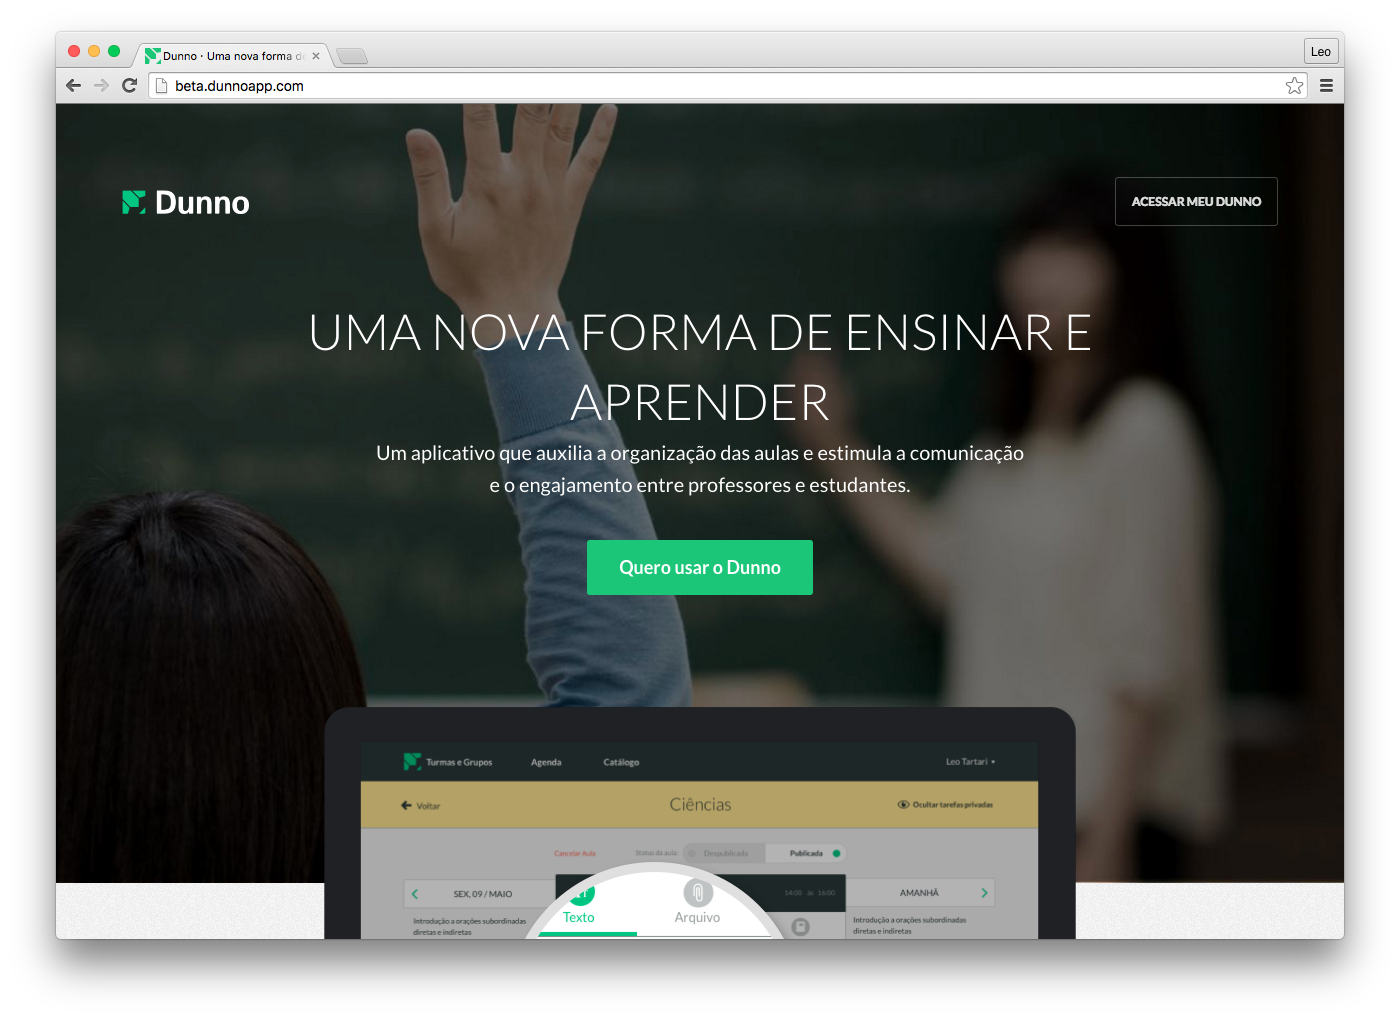 Dunno · Uma nova forma de
Leo
beta.dunnoapp.com
Dunno
ACESSAR MEU DUNNO
UMA NOVA FORMA DE ENSINAR E
APRENDER
Um aplicativo que auxilia a organização das aulas e estimula a comunicação
e o engajamento entre professores e estudantes.
Quero usar o Dunno
Turmas e Grupos Agenda Catálogo Leo Tartari
Voltar Ciências Ocultar tarefas privadas
Cancelar Aula Status da aula: Despublicada Publicada
SEX, 09 / MAIO 14:00 às 16:00 AMANHÃ
Texto Arquivo
Introdução a orações subordinadas
diretas e indiretas
Introdução a orações subordinadas
diretas e indiretas